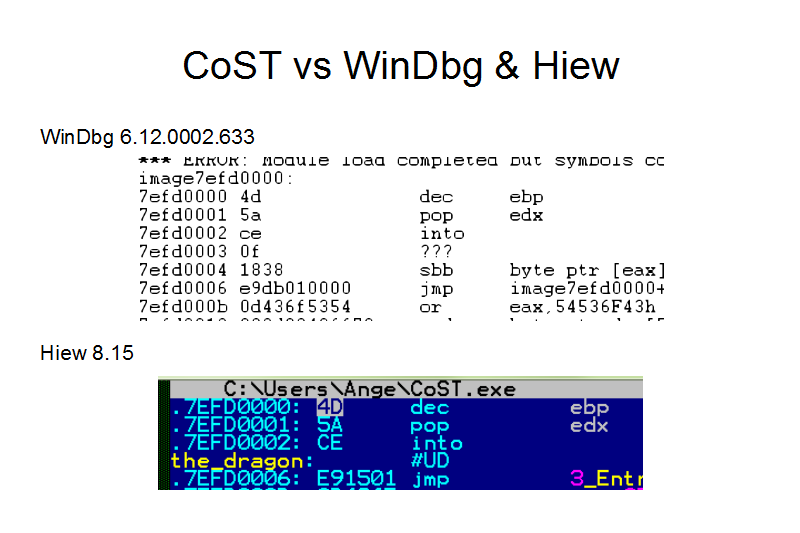 CoST vs WinDbg & Hiew
WinDbg 6.12.0002.633
*** ERROR: Module load completed but symbols co
image7efd0000:
7efd0000 4d dec ebp
7efd0001 5a pop edx
7efd0002 ce into
7efd0003 0f ???
7efd0004 1838 sbb byte ptr [eax]
7efd0006 e9db010000 jmp image7efd0000+
7efd000b 0d436f5354 or eax,54536F43h
Hiew 8.15
C:\Users\Ange\CoST.exe
.7EFD0000: 4D dec ebp
.7EFD0001: 5A pop edx
.7EFD0002: CE into
the_dragon: #UD
.7EFD0006: E91501 jmp 3_Entr